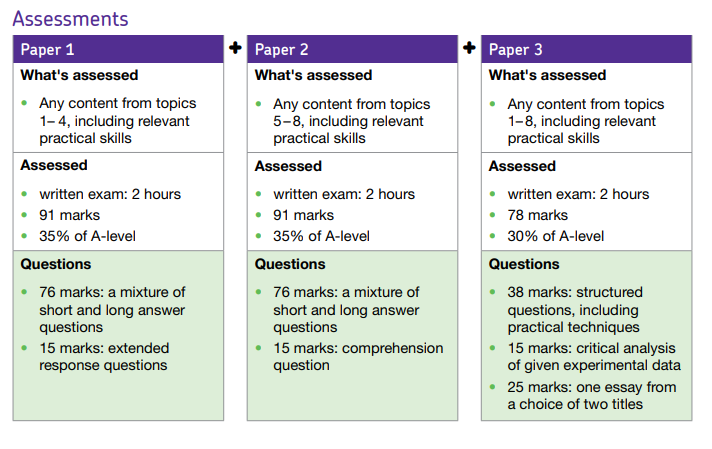 Assessments
Paper 1
What's assessed
• Any content from topics
1– 4, including relevant
practical skills
Assessed
• written exam: 2 hours
• 91 marks
• 35% of A-level
Questions
• 76 marks: a mixture of
short and long answer
questions
• 15 marks: extended
response questions
+
Paper 2
What's assessed
• Any content from topics
5–8, including relevant
practical skills
Assessed
• written exam: 2 hours
• 91 marks
• 35% of A-level
Questions
• 76 marks: a mixture of
short and long answer
questions
• 15 marks: comprehension
question
+
Paper 3
What's assessed
• Any content from topics
1–8, including relevant
practical skills
Assessed
• written exam: 2 hours
• 78 marks
• 30% of A-level
Questions
• 38 marks: structured
questions, including
practical techniques
• 15 marks: critical analysis
of given experimental data
• 25 marks: one essay from
a choice of two titles